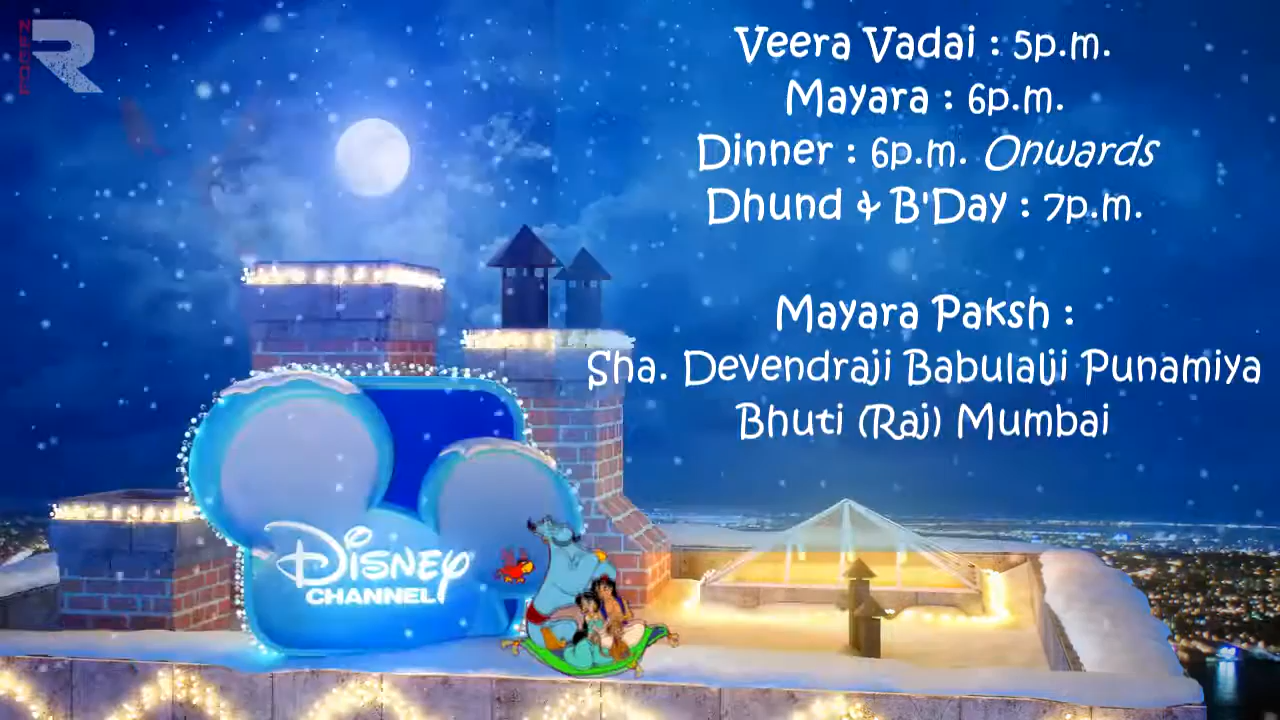 Veera Vadai : 5p.m.
Mayara : 6p.m.
Dinner : 6p.m. Onwards
Dhund & B'Day : 7p.m.
Mayara Paksh :
Sha. Devendraji Babulalji Punamiya
Bhuti (Raj) Mumbai
DISNEY
CHANNEL
R